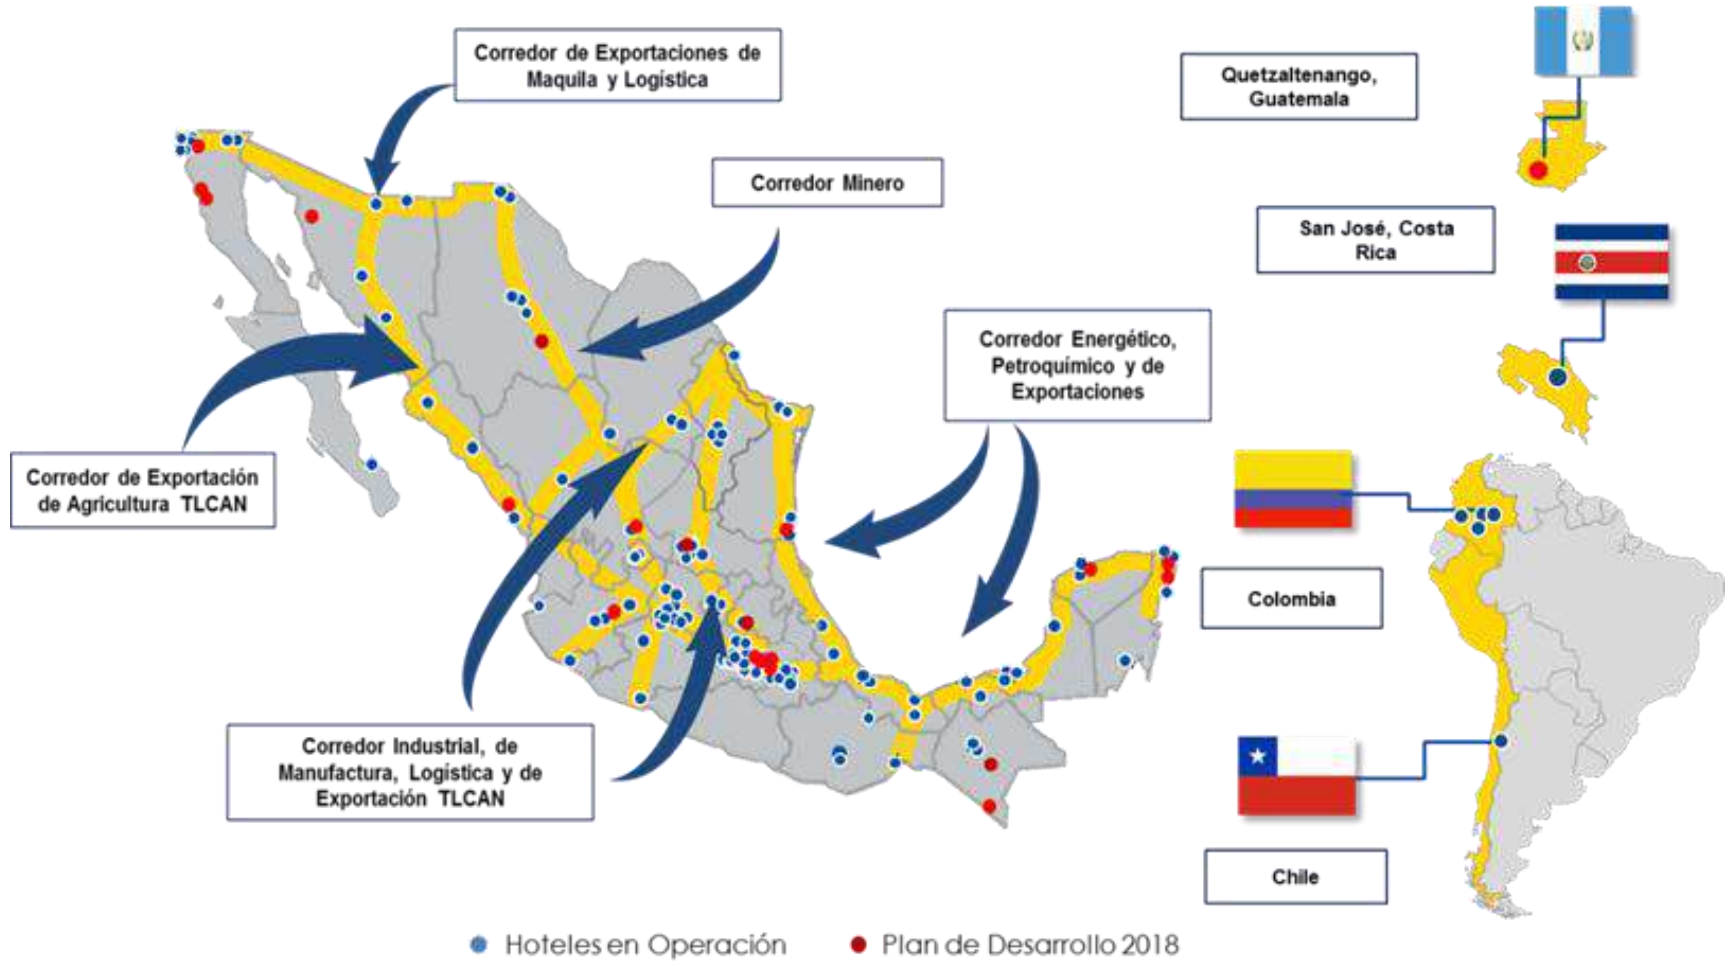 Corredor de Exportaciones de
Maquila y Logística
Quetzaltenango,
Guatemala
Corredor Minero
San José, Costa
Rica
Corredor Energético,
Petroquímico y de
Exportaciones
Corredor de Exportación
de Agricultura TLCAN
Colombia
Corredor Industrial, de
Manufactura, Logística y de
Exportación TLCAN
Chile
Hoteles en Operación
Plan de Desarrollo 2018